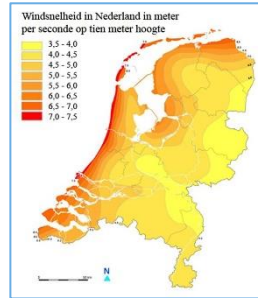 Windsnelheid in Nederland in meter
per seconde op tien meter hoogte
3,5 - 4,0
4,0 - 4,5
4,5 - 5,0
5,0 - 5,5
5,5 - 6,0
6,0 - 6,5
6,5 - 7,0
7,0 - 7,5
N